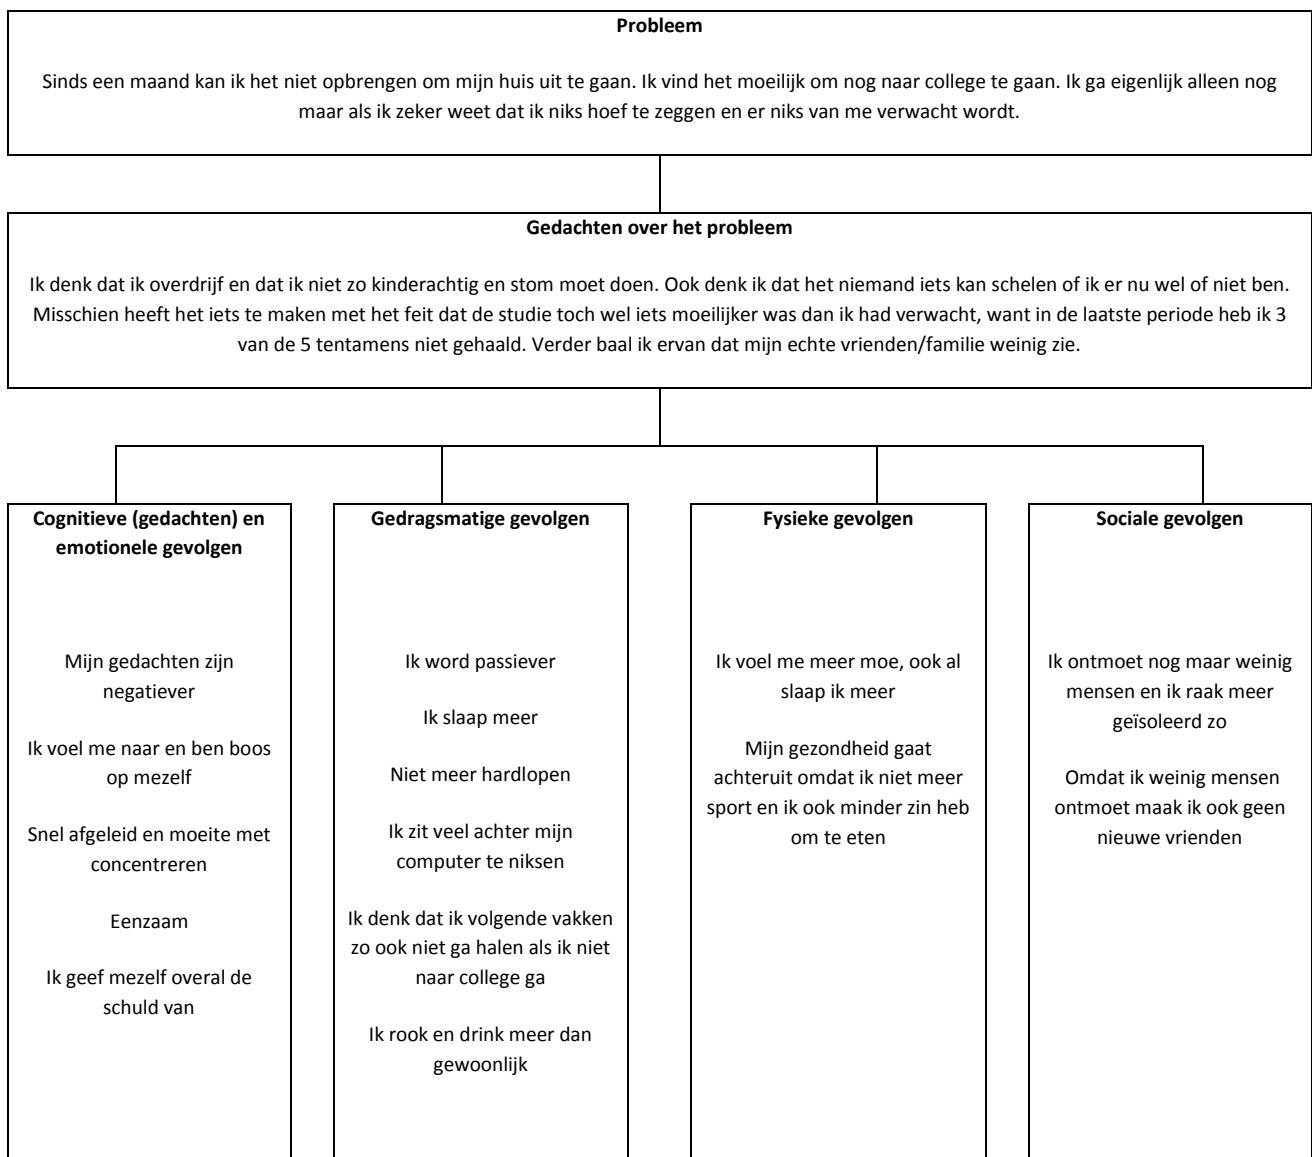 Probleem
Sinds een maand kan ik het niet opbrengen om mijn huis uit te gaan. Ik vind het moeilijk om nog naar college te gaan. Ik ga eigenlijk alleen nog
maar als ik zeker weet dat ik niks hoef te zeggen en er niks van me verwacht wordt.
Gedachten over het probleem
Ik denk dat ik overdrijf en dat ik niet zo kinderachtig en stom moet doen. Ook denk ik dat het niemand iets kan schelen of ik er nu wel of niet ben.
Misschien heeft het iets te maken met het feit dat de studie toch wel iets moeilijker was dan ik had verwacht, want in de laatste periode heb ik 3
van de 5 tentamens niet gehaald. Verder baal ik ervan dat mijn echte vrienden/familie weinig zie.
Cognitieve (gedachten) en
emotionele gevolgen
Mijn gedachten zijn
negatiever
Ik voel me naar en ben boos
op mezelf
Snel afgeleid en moeite met
concentreren
Eenzaam
Ik geef mezelf overal de
schuld van
Gedragsmatige gevolgen
Ik word passiever
Ik slaap meer
Niet meer hardlopen
Ik zit veel achter mijn
computer te niksen
Ik denk dat ik volgende vakken
zo ook niet ga halen als ik niet
naar college ga
Ik rook en drink meer dan
gewoonlijk
Fysieke gevolgen
Ik voel me meer moe, ook al
slaap ik meer
Mijn gezondheid gaat
achteruit omdat ik niet meer
sport en ik ook minder zin heb
om te eten
Sociale gevolgen
Ik ontmoet nog maar weinig
mensen en ik raak meer
geïsoleerd zo
Omdat ik weinig mensen
ontmoet maak ik ook geen
nieuwe vrienden